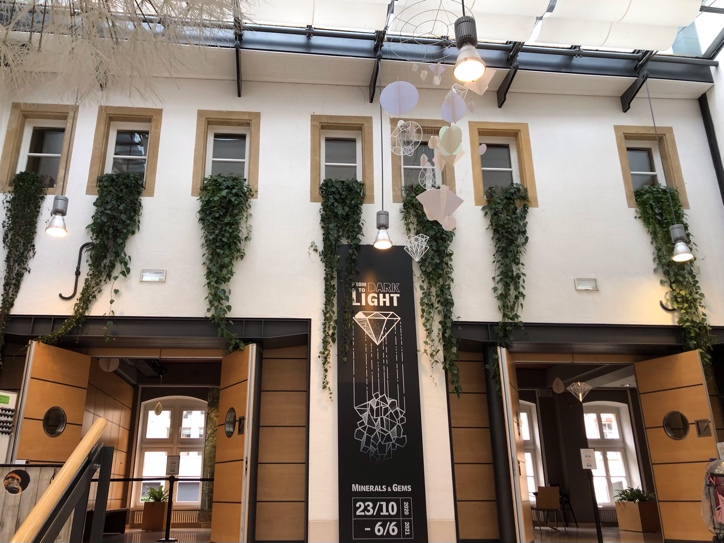 FROM DARK
TO
LIGHT
MINERALS & GEMS
23/10 2020
- 6/6 2021